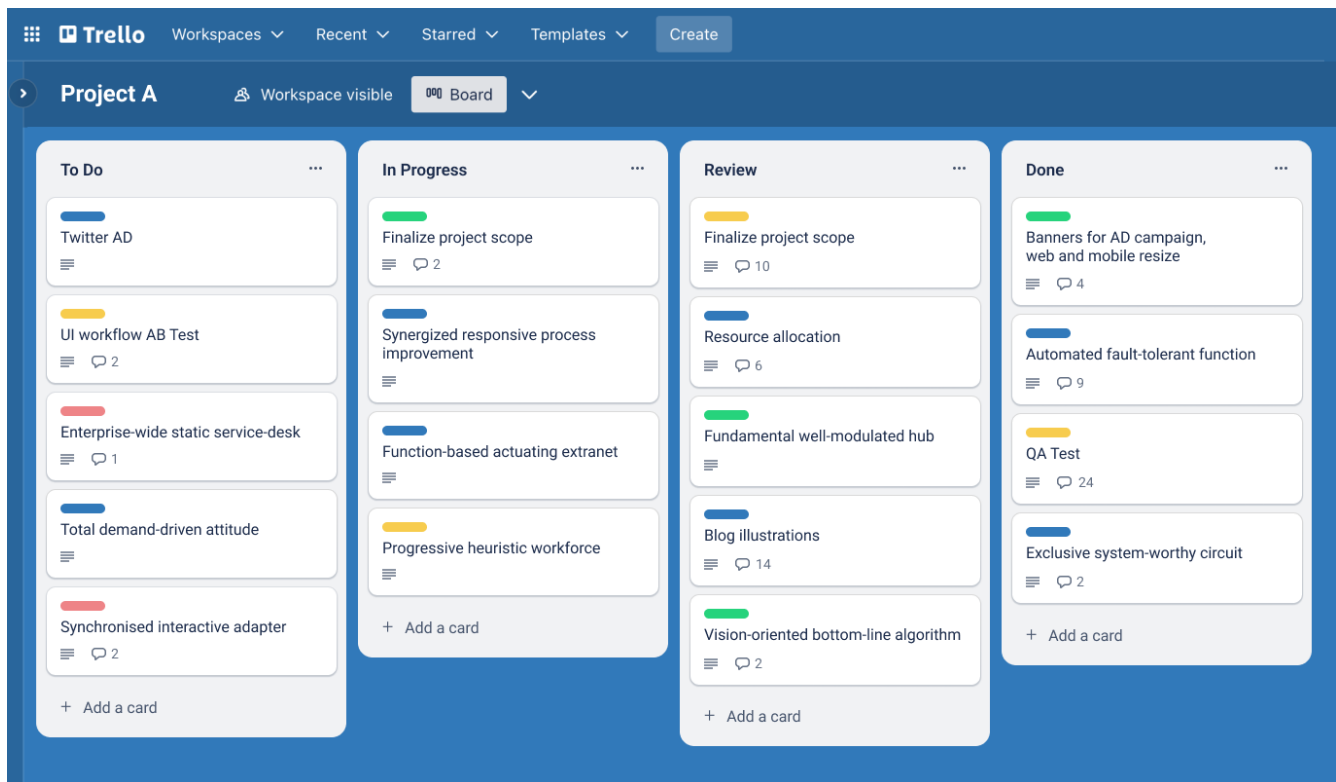 Trello Workspaces Recent Starred Templates Create
Project A Workspace visible Board
To Do
Twitter AD
UI workflow AB Test
2
Enterprise-wide static service-desk
1
Total demand-driven attitude
Synchronised interactive adapter
2
+ Add a card
In Progress
Finalize project scope
2
Synergized responsive process
improvement
Function-based actuating extranet
Progressive heuristic workforce
+ Add a card
Review
Finalize project scope
10
Resource allocation
6
Fundamental well-modulated hub
Blog illustrations
14
Vision-oriented bottom-line algorithm
2
+ Add a card
Done
Banners for AD campaign,
web and mobile resize
4
Automated fault-tolerant function
9
QA Test
24
Exclusive system-worthy circuit
2
+ Add a card